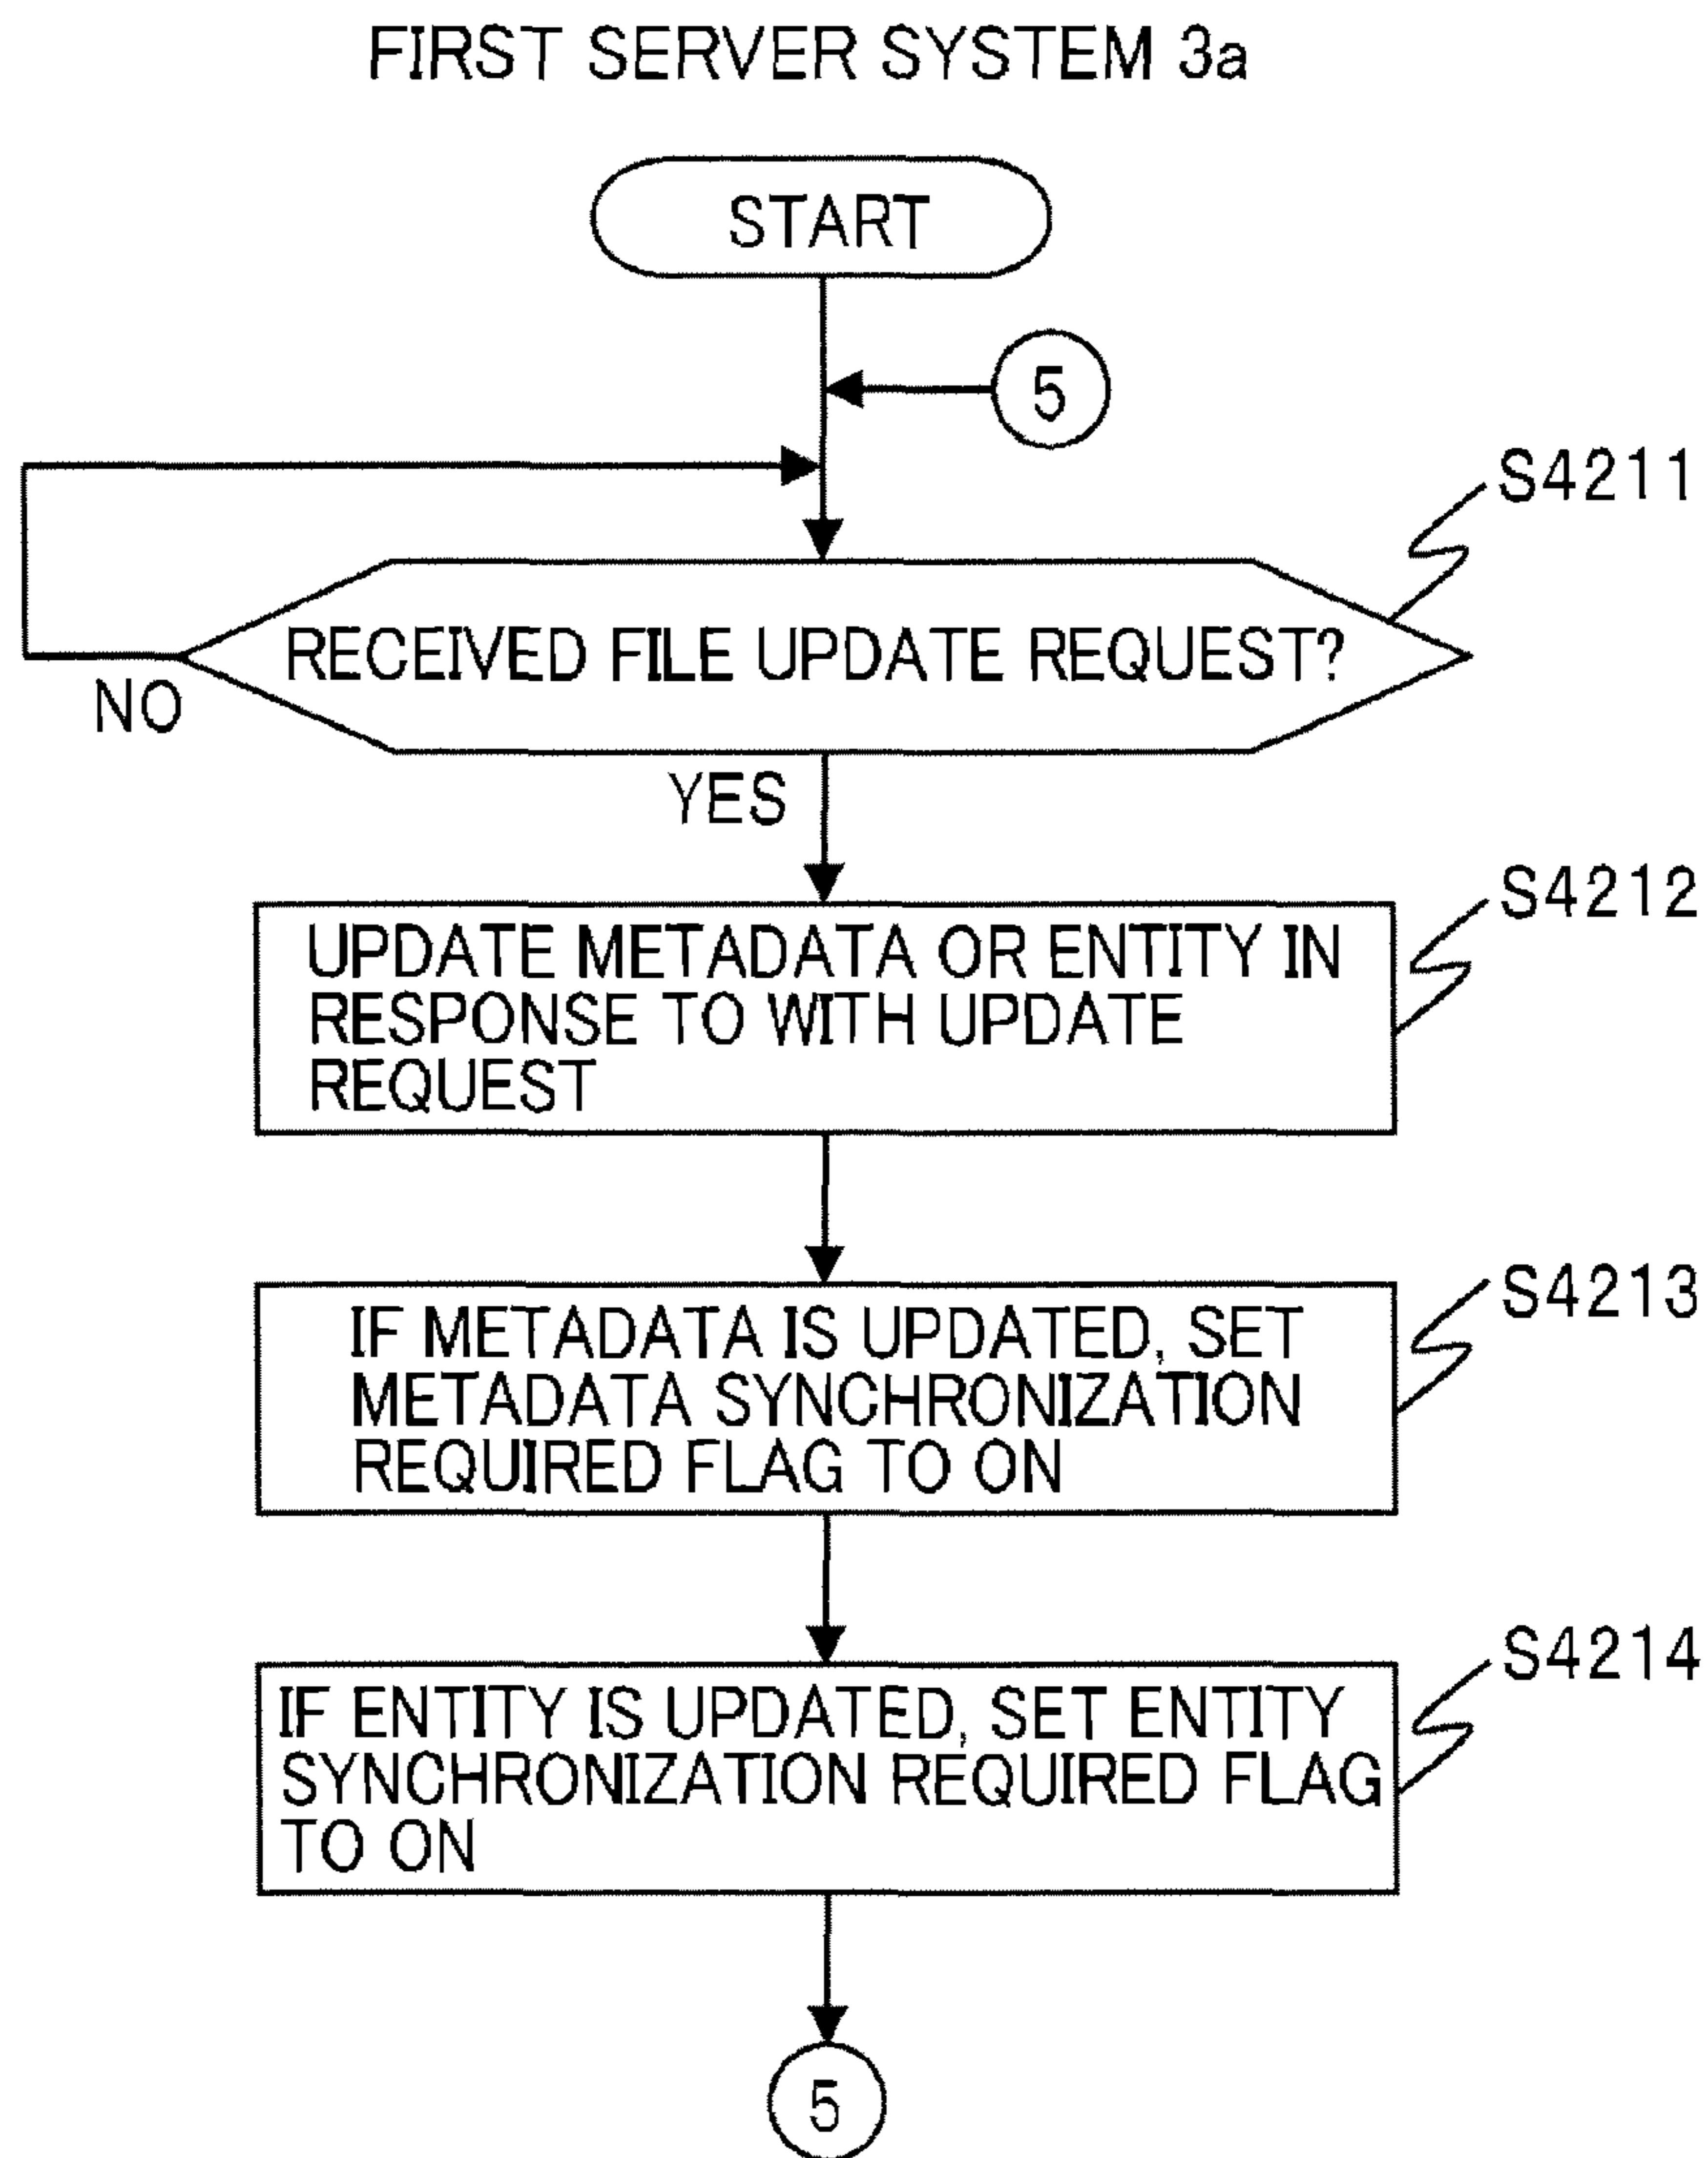 FIRST SERVER SYSTEM 3a
START
5
S4211
RECEIVED FILE UPDATE REQUEST?
NO
YES
S4212
UPDATE METADATA OR ENTITY IN
RESPONSE TO WITH UPDATE
REQUEST
S4213
IF METADATA IS UPDATED, SET
METADATA SYNCHRONIZATION
REQUIRED FLAG TO ON
S4214
IF ENTITY IS UPDATED, SET ENTITY
SYNCHRONIZATION REQUIRED FLAG
TO ON
5